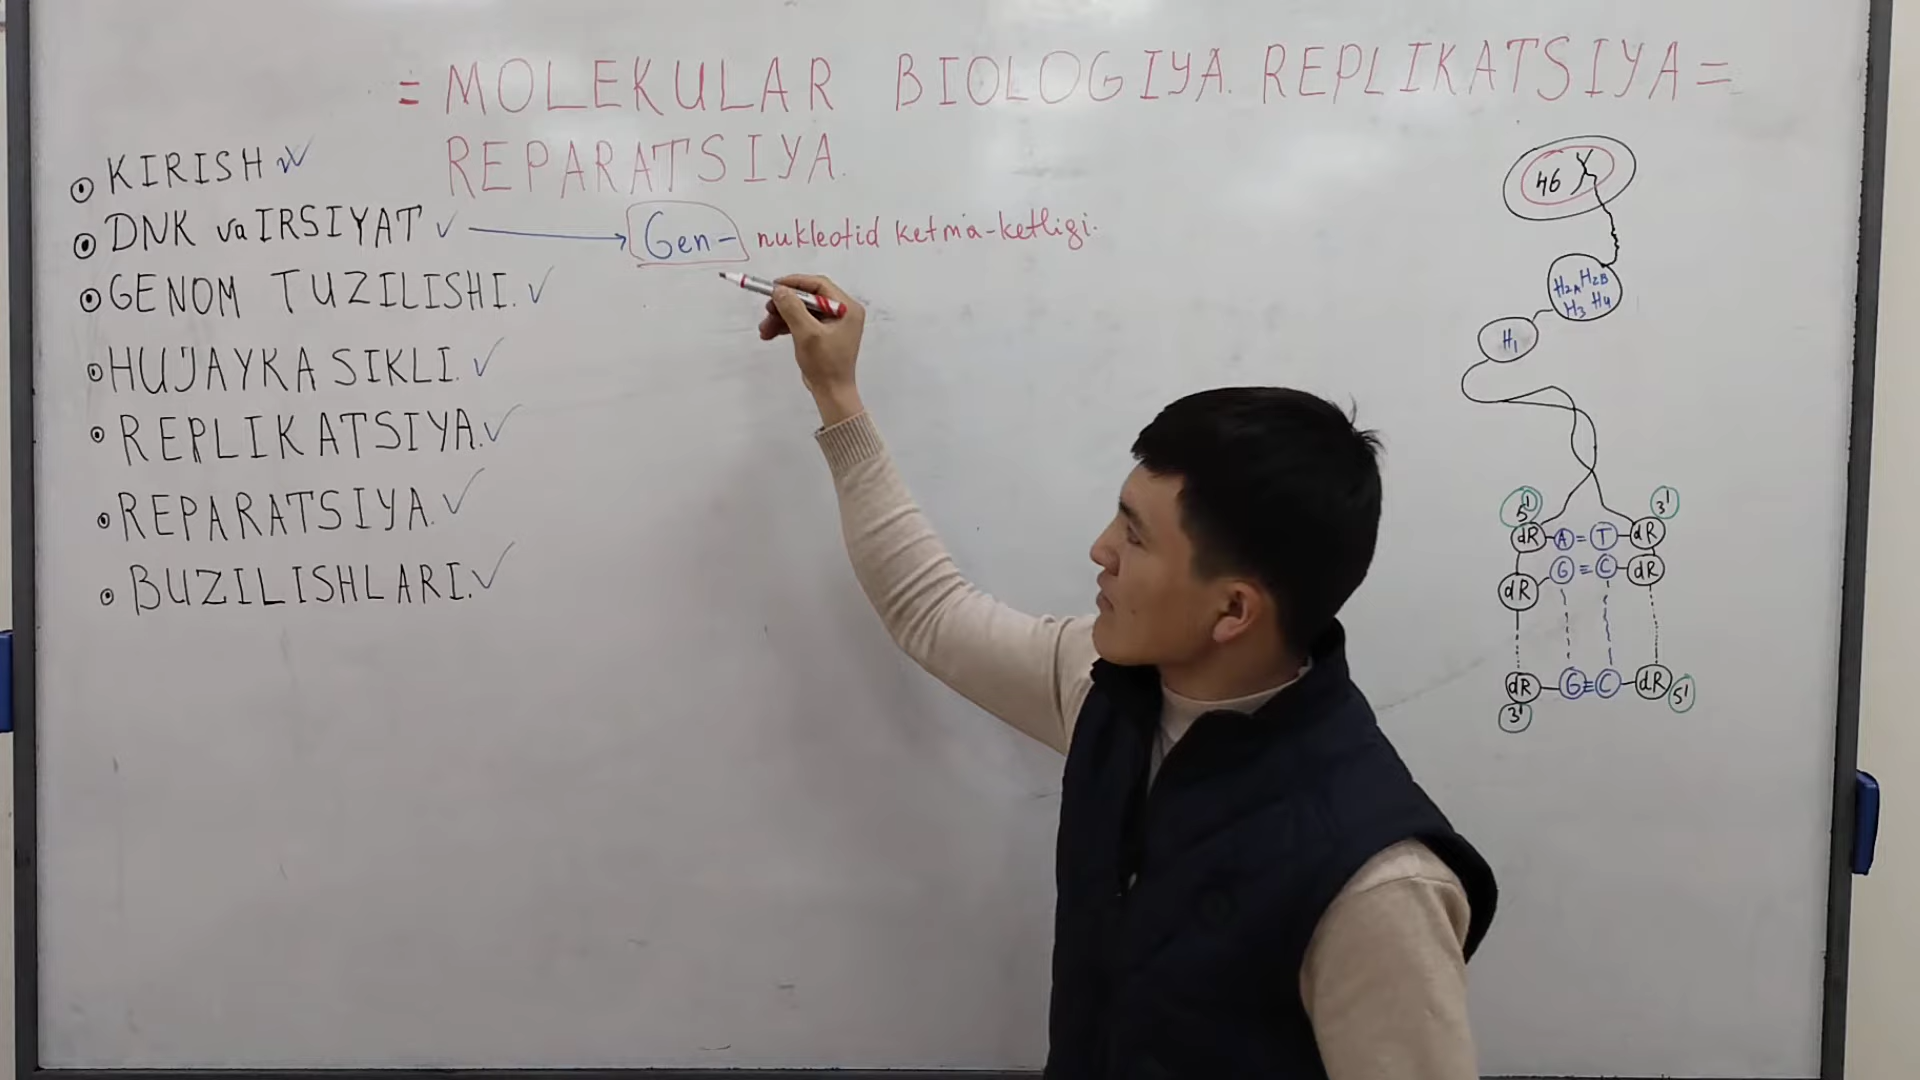 = MOLEKULAR BIOLOGIYA. REPLIKATSIYA =
REPARATSIYA.
KIRISH
DNK va IRSIYAT
Gen- nukleotid ketma-ketligi.
GENOM TUZILISHI.
HUJAYKA SIKLI.
REPLIKATSIYA.
REPARATSIYA.
BUZILISHLARI.
46
H2A H2B
H3 H4
H1
5' 3'
dR A = T dR
dR G ≡ C dR
dR G ≡ C dR
3' 5'